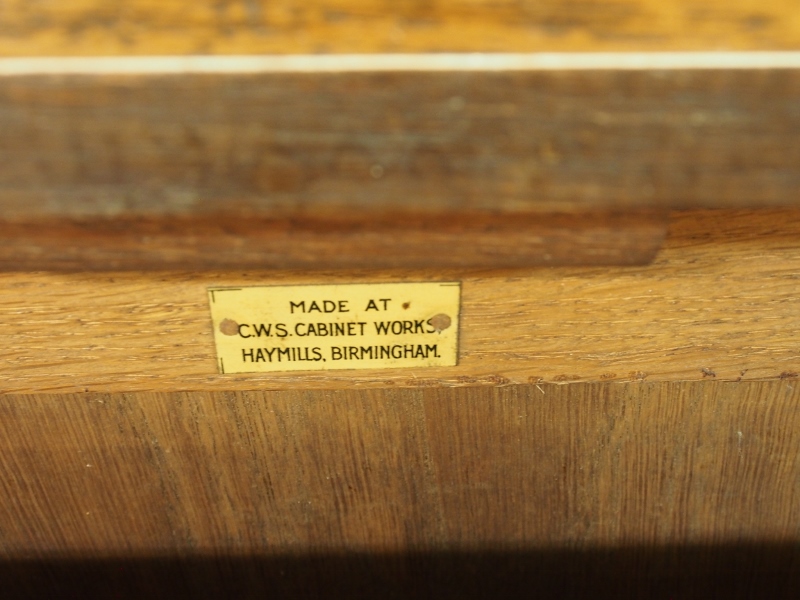 MADE AT
C.W.S. CABINET WORKS,
HAYMILLS, BIRMINGHAM.